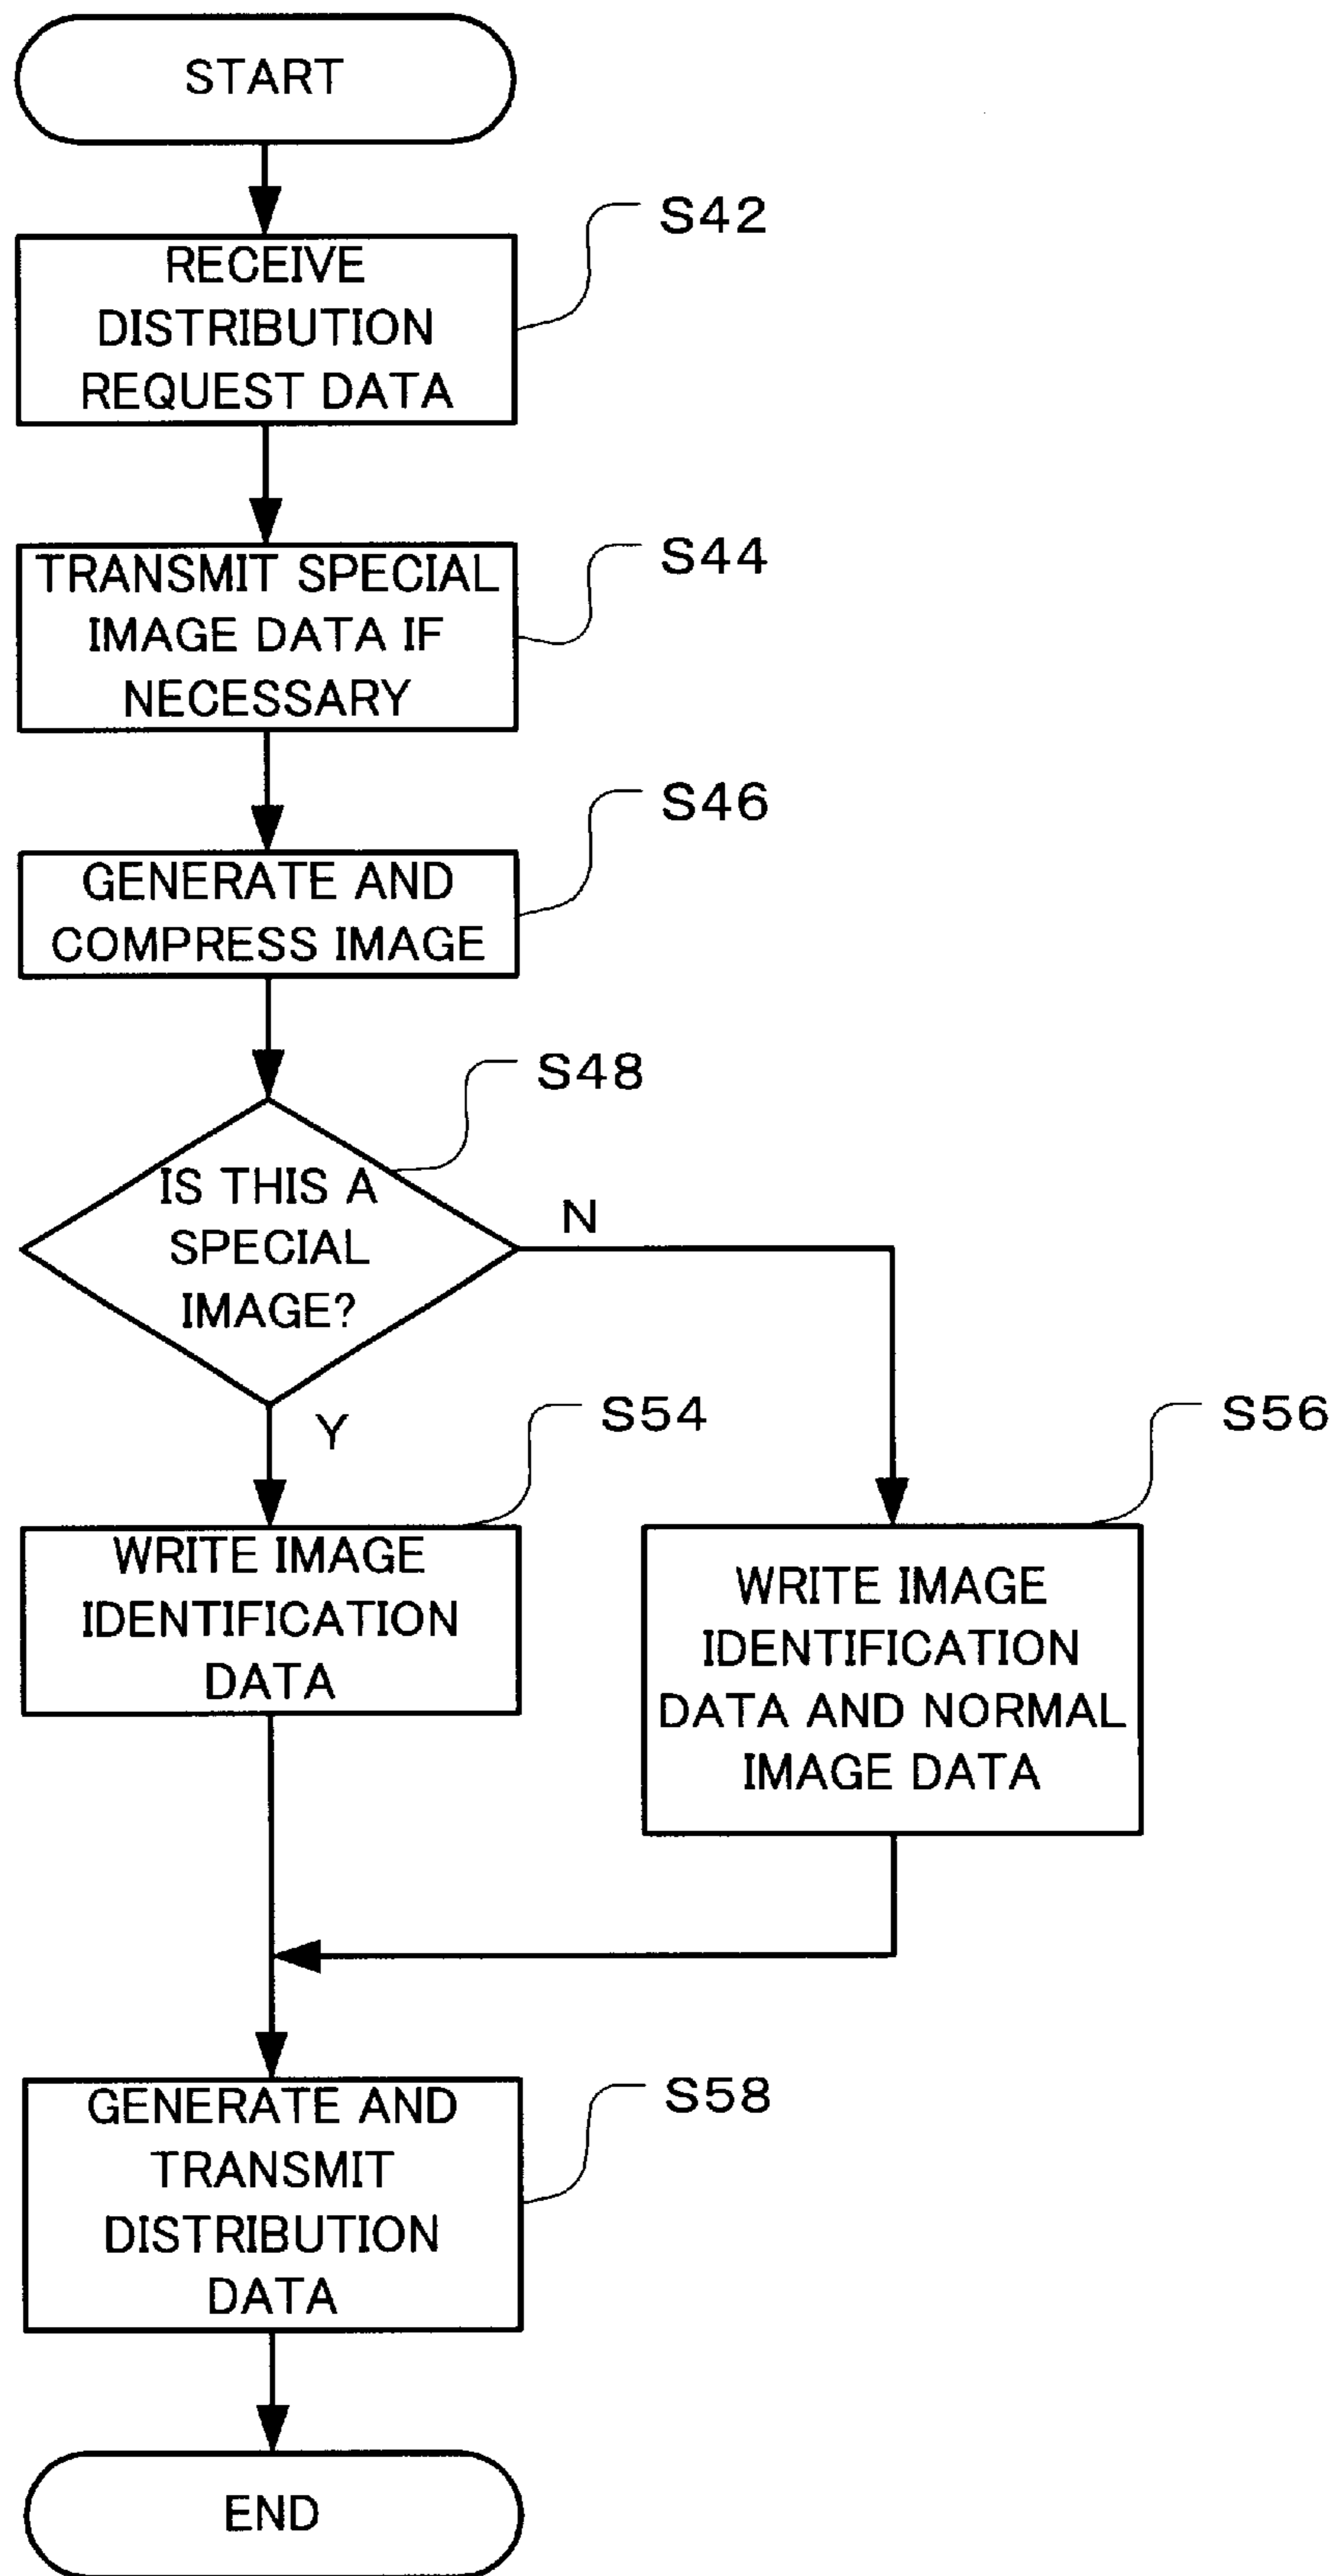 START
S42
RECEIVE
DISTRIBUTION
REQUEST DATA
S44
TRANSMIT SPECIAL
IMAGE DATA IF
NECESSARY
S46
GENERATE AND
COMPRESS IMAGE
S48
IS THIS A
SPECIAL
IMAGE?
N
Y
S54
WRITE IMAGE
IDENTIFICATION
DATA
S56
WRITE IMAGE
IDENTIFICATION
DATA AND NORMAL
IMAGE DATA
S58
GENERATE AND
TRANSMIT
DISTRIBUTION
DATA
END